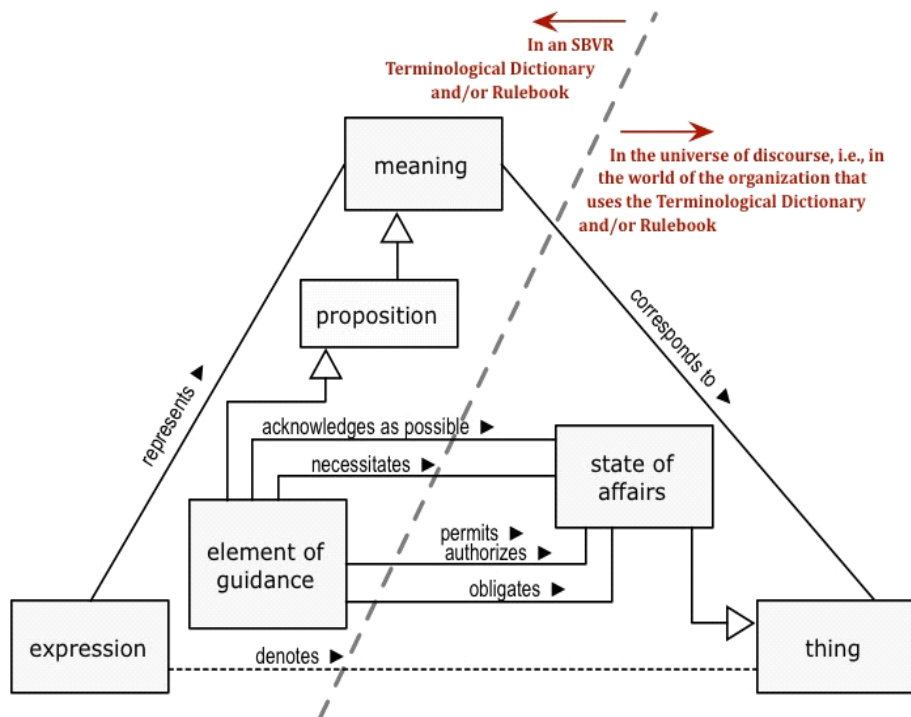 In an SBVR
Terminological Dictionary
and/or Rulebook
In the universe of discourse, i.e., in
the world of the organization that
uses the Terminological Dictionary
and/or Rulebook
meaning
proposition
represents ▶
corresponds to ▶
acknowledges as possible ▶
necessitates ▶
state of
affairs
element of
guidance
permits ▶
authorizes ▶
obligates ▶
expression
denotes ▶
thing